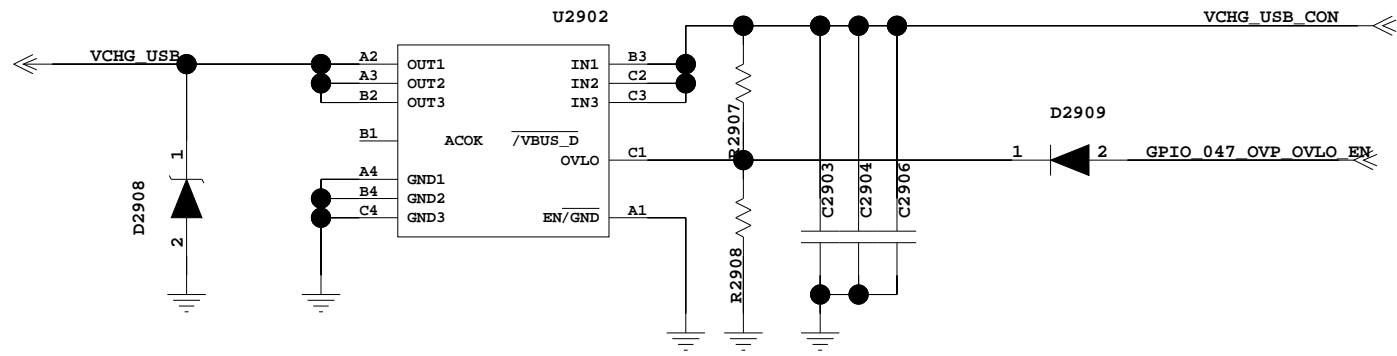 U2902
VCHG_USB_CON
VCHG_USB
A2 OUT1 IN1 B3
A3 OUT2 IN2 C2
B2 OUT3 IN3 C3
D2909
B1 ACOK /VBUS_D
OVLO C1
1 2 GPIO_047_OVP_OVLO_EN
A4 GND1
B4 GND2
C4 GND3 EN/GND A1
1
D2908
2
R2907
R2908
C2903
C2904
C2906